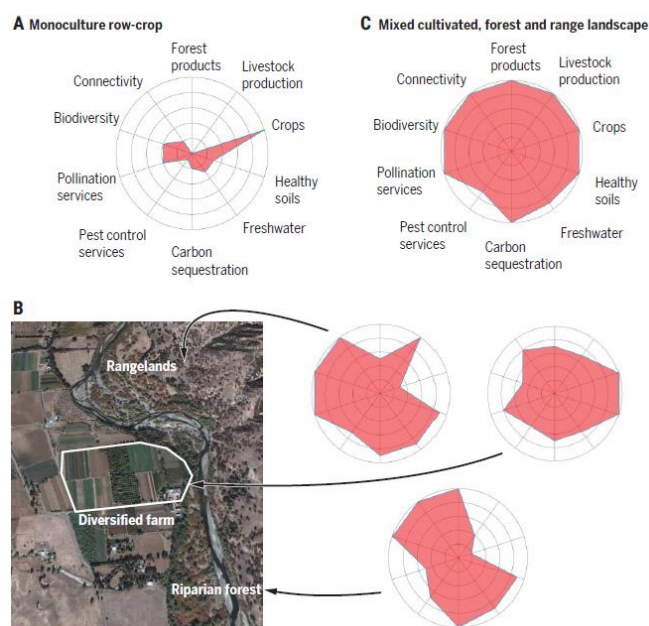 A Monoculture row-crop
Forest
products
Livestock
production
Crops
Healthy
soils
Freshwater
Carbon
sequestration
Pest control
services
Pollination
services
Biodiversity
Connectivity
C Mixed cultivated, forest and range landscape
Forest
products
Livestock
production
Crops
Healthy
soils
Freshwater
Carbon
sequestration
Pest control
services
Pollination
services
Biodiversity
Connectivity
B
Rangelands
Diversified farm
Riparian forest